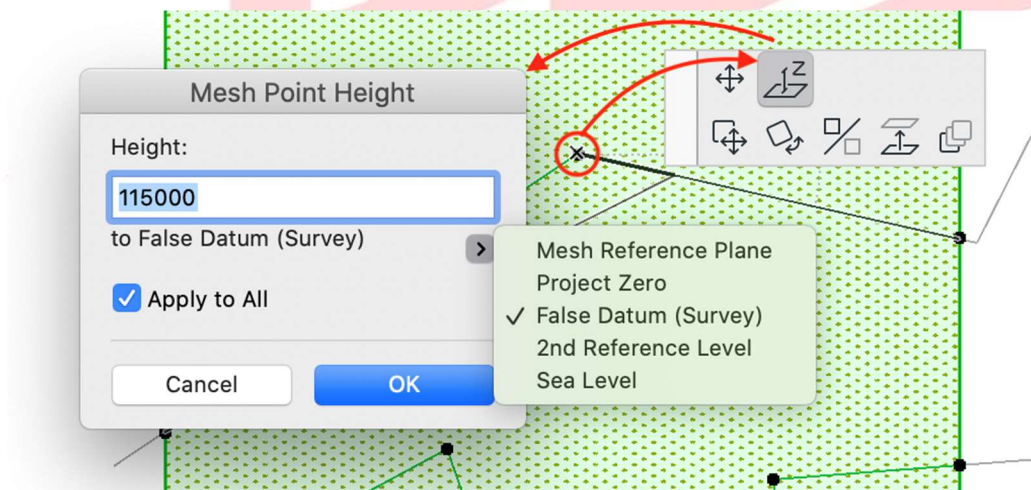 Mesh Point Height
Height:
115000
to False Datum (Survey)
Apply to All
Cancel
OK
Mesh Reference Plane
Project Zero
False Datum (Survey)
2nd Reference Level
Sea Level
Z